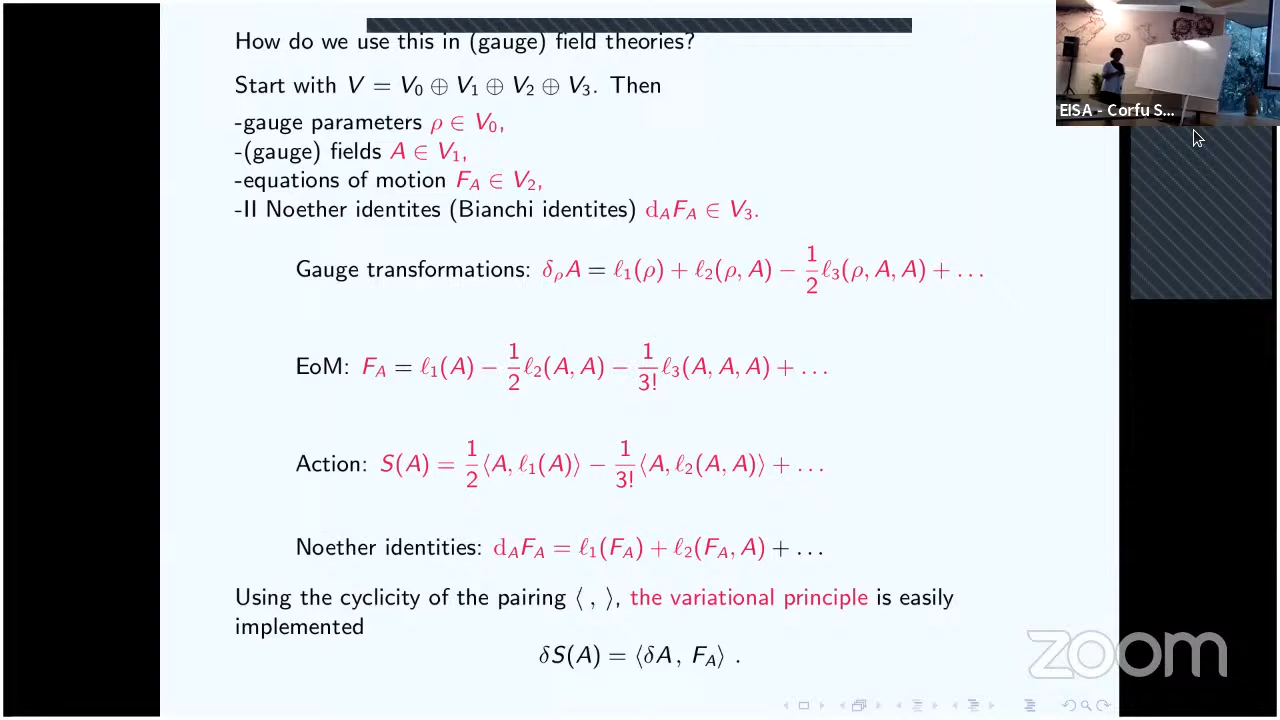 How do we use this in (gauge) field theories?
EISA - Corfu S...
Start with V = V₀ ⊕ V₁ ⊕ V₂ ⊕ V₃. Then
-gauge parameters ρ ∈ V₀,
-(gauge) fields A ∈ V₁,
-equations of motion F_A ∈ V₂,
-II Noether identites (Bianchi identites) d_A F_A ∈ V₃.
Gauge transformations: δ_ρ A = ℓ₁(ρ) + ℓ₂(ρ, A) − 1/2 ℓ₃(ρ, A, A) + ...
EoM: F_A = ℓ₁(A) − 1/2 ℓ₂(A, A) − 1/3! ℓ₃(A, A, A) + ...
Action: S(A) = 1/2 ⟨A, ℓ₁(A)⟩ − 1/3! ⟨A, ℓ₂(A, A)⟩ + ...
Noether identities: d_A F_A = ℓ₁(F_A) + ℓ₂(F_A, A) + ...
Using the cyclicity of the pairing ⟨ , ⟩, the variational principle is easily
implemented
δS(A) = ⟨δA , F_A⟩ .
zoom